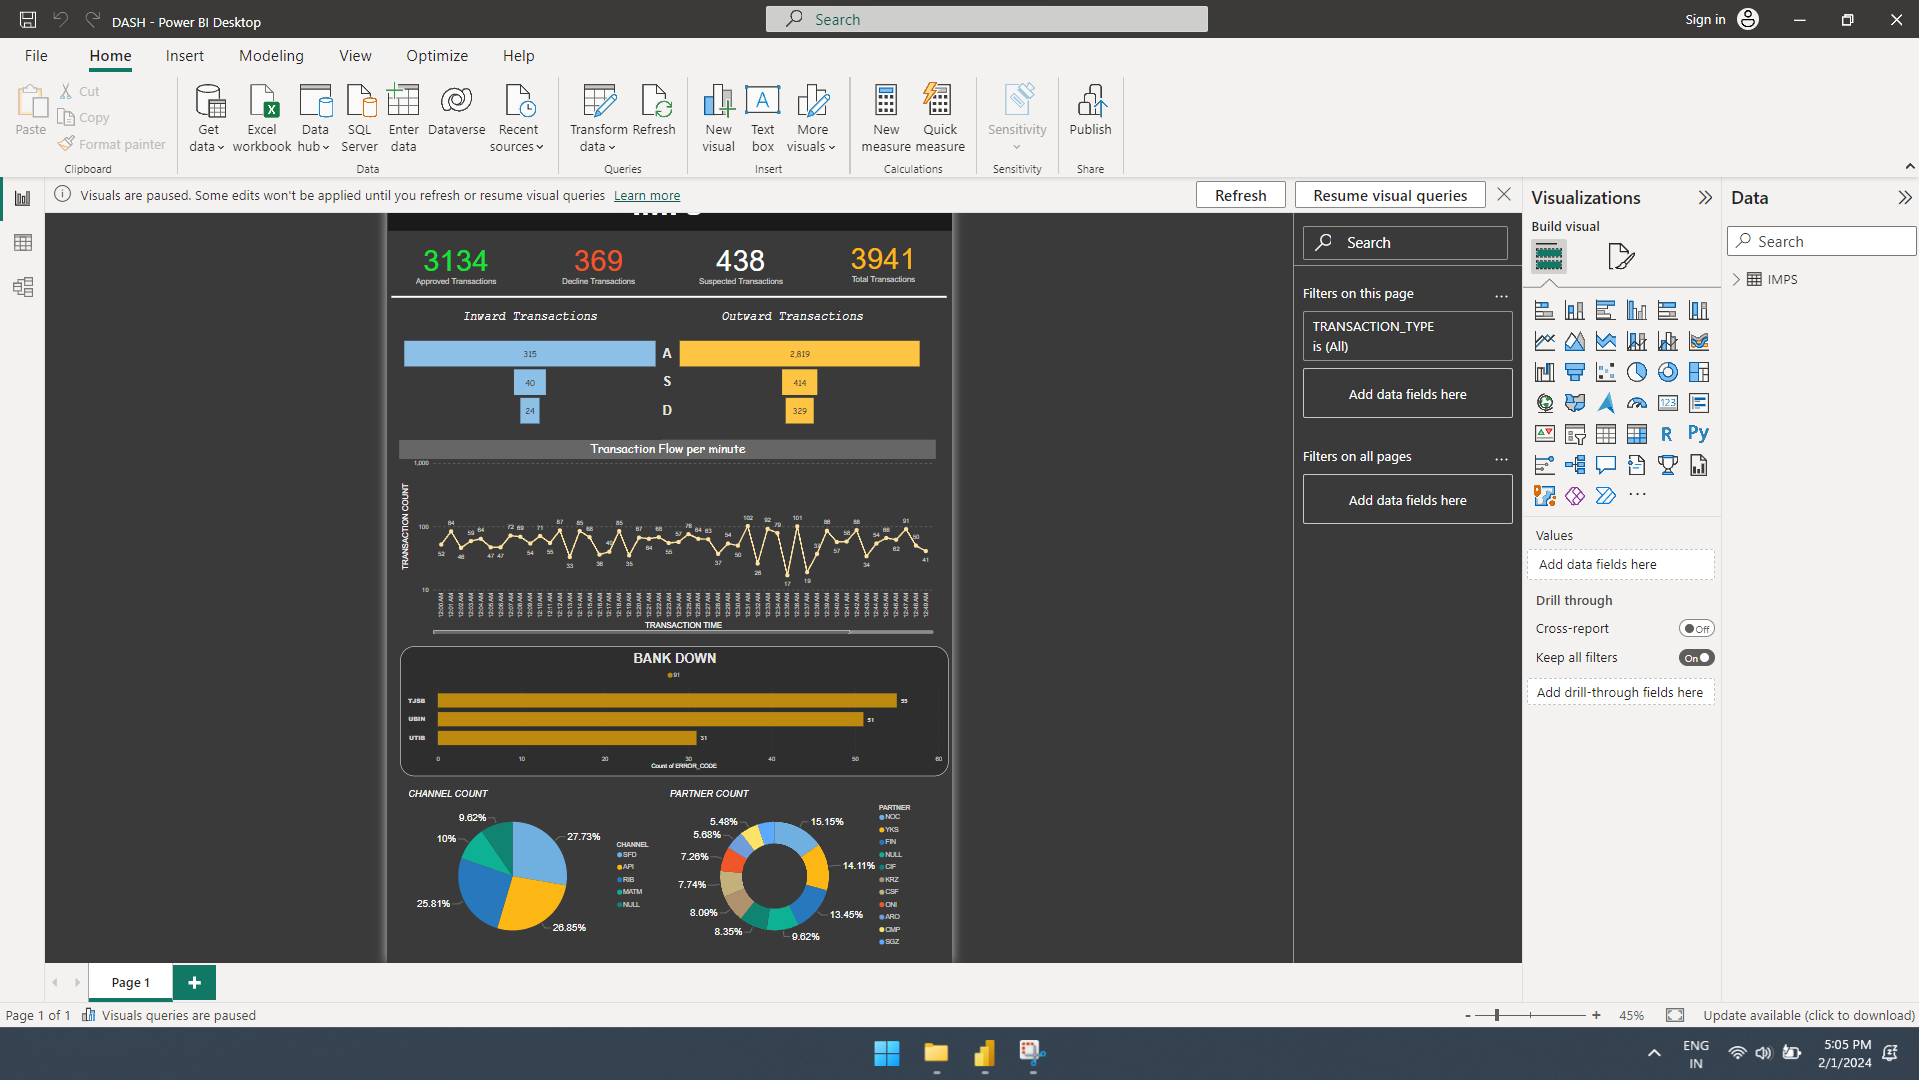 DASH - Power BI Desktop
Search
Sign in
File Home Insert Modeling View Optimize Help
Paste
Cut
Copy
Format painter
Clipboard
Get data
Excel workbook
Data hub
SQL Server
Enter data
Dataverse
Recent sources
Data
Transform data
Refresh
Queries
New visual
Text box
More visuals
Insert
New measure
Quick measure
Calculations
Sensitivity
Sensitivity
Publish
Share
Visuals are paused. Some edits won't be applied until you refresh or resume visual queries Learn more
Refresh
Resume visual queries
3134
Approved Transactions
369
Decline Transactions
438
Suspected Transactions
3941
Total Transactions
Inward Transactions
Outward Transactions
315 A 2,819
40 S 414
24 D 329
Transaction Flow per minute
TRANSACTION COUNT
1,000
100
10
TRANSACTION TIME
BANK DOWN
91
TJSB 55
UBIN 51
UTIB 31
0 10 20 30 40 50 60
Count of ERROR_CODE
CHANNEL COUNT
27.73%
26.85%
25.81%
10%
9.62%
CHANNEL
SFD
API
RIB
MATM
NULL
PARTNER COUNT
15.15%
14.11%
13.45%
9.62%
8.35%
8.09%
7.74%
7.26%
5.68%
5.48%
PARTNER
NOC
YKS
FIN
NULL
CIF
KRZ
CSF
ONI
ARO
CMP
SGZ
Search
Filters on this page ...
TRANSACTION_TYPE
is (All)
Add data fields here
Filters on all pages ...
Add data fields here
Visualizations
Build visual
123
R Py
...
Values
Add data fields here
Drill through
Cross-report Off
Keep all filters On
Add drill-through fields here
Data
Search
IMPS
Page 1
+
Page 1 of 1 Visuals queries are paused
- + 45%
Update available (click to download)
ENG
IN
5:05 PM
2/1/2024